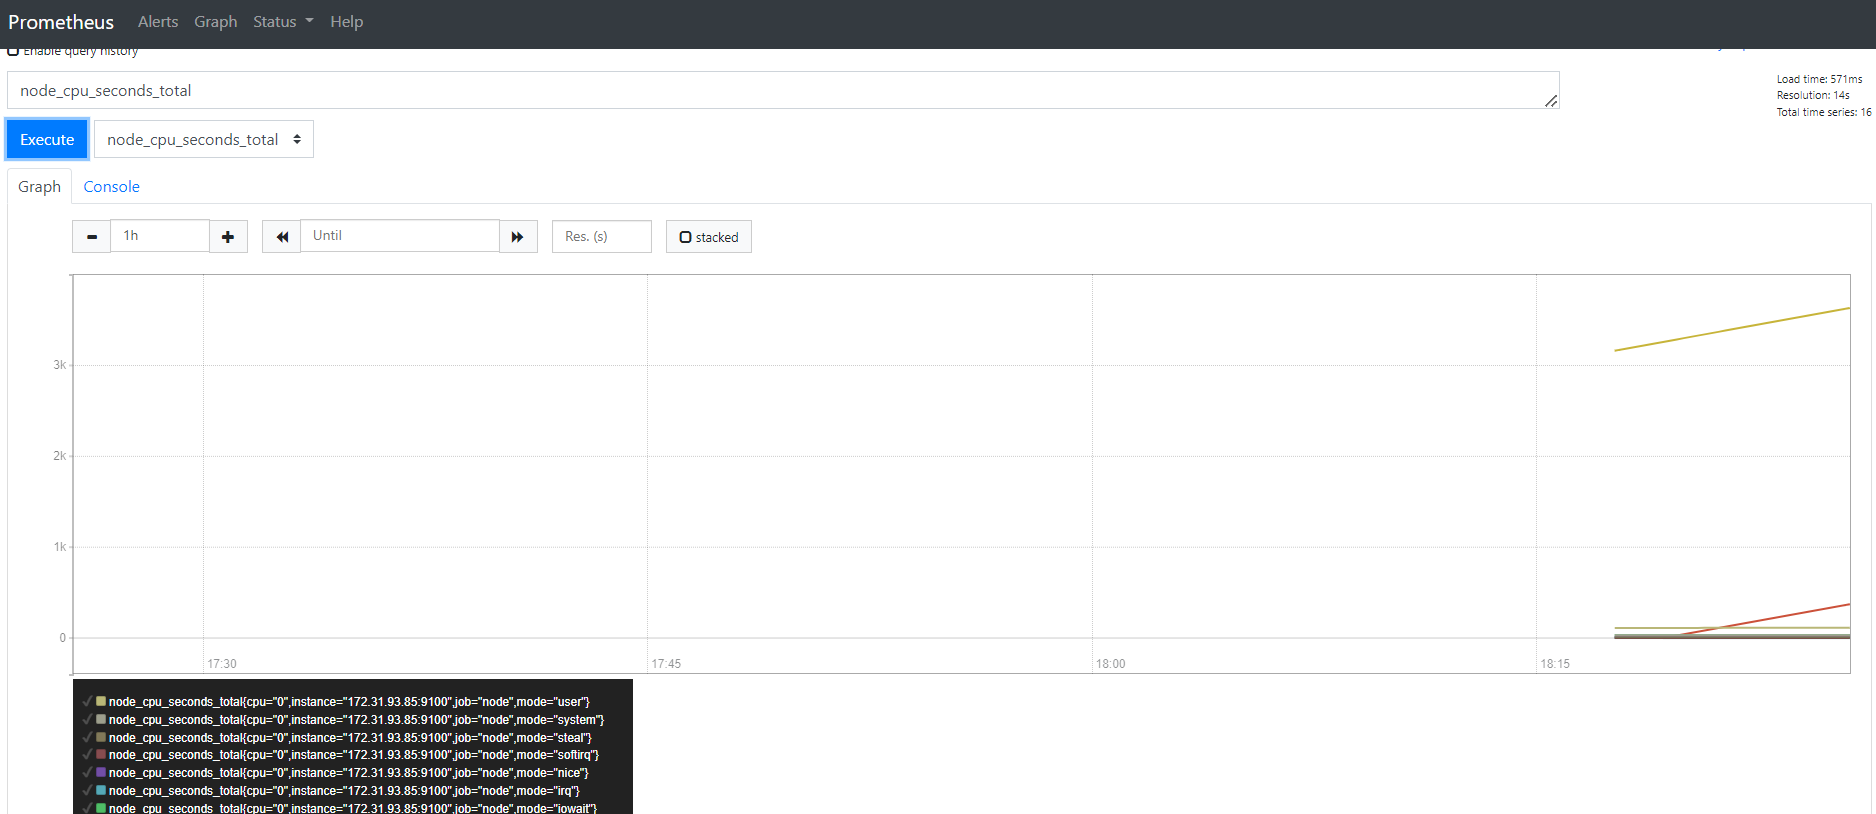 Prometheus Alerts Graph Status Help
Enable query history
node_cpu_seconds_total
Load time: 571ms
Resolution: 14s
Total time series: 16
Execute node_cpu_seconds_total
Graph Console
1h Until Res. (s) stacked
3k
2k
1k
0
17:30 17:45 18:00 18:15
node_cpu_seconds_total{cpu="0",instance="172.31.93.85:9100",job="node",mode="user"}
node_cpu_seconds_total{cpu="0",instance="172.31.93.85:9100",job="node",mode="system"}
node_cpu_seconds_total{cpu="0",instance="172.31.93.85:9100",job="node",mode="steal"}
node_cpu_seconds_total{cpu="0",instance="172.31.93.85:9100",job="node",mode="softirq"}
node_cpu_seconds_total{cpu="0",instance="172.31.93.85:9100",job="node",mode="nice"}
node_cpu_seconds_total{cpu="0",instance="172.31.93.85:9100",job="node",mode="irq"}
node_cpu_seconds_total{cpu="0",instance="172.31.93.85:9100",job="node",mode="iowait"}